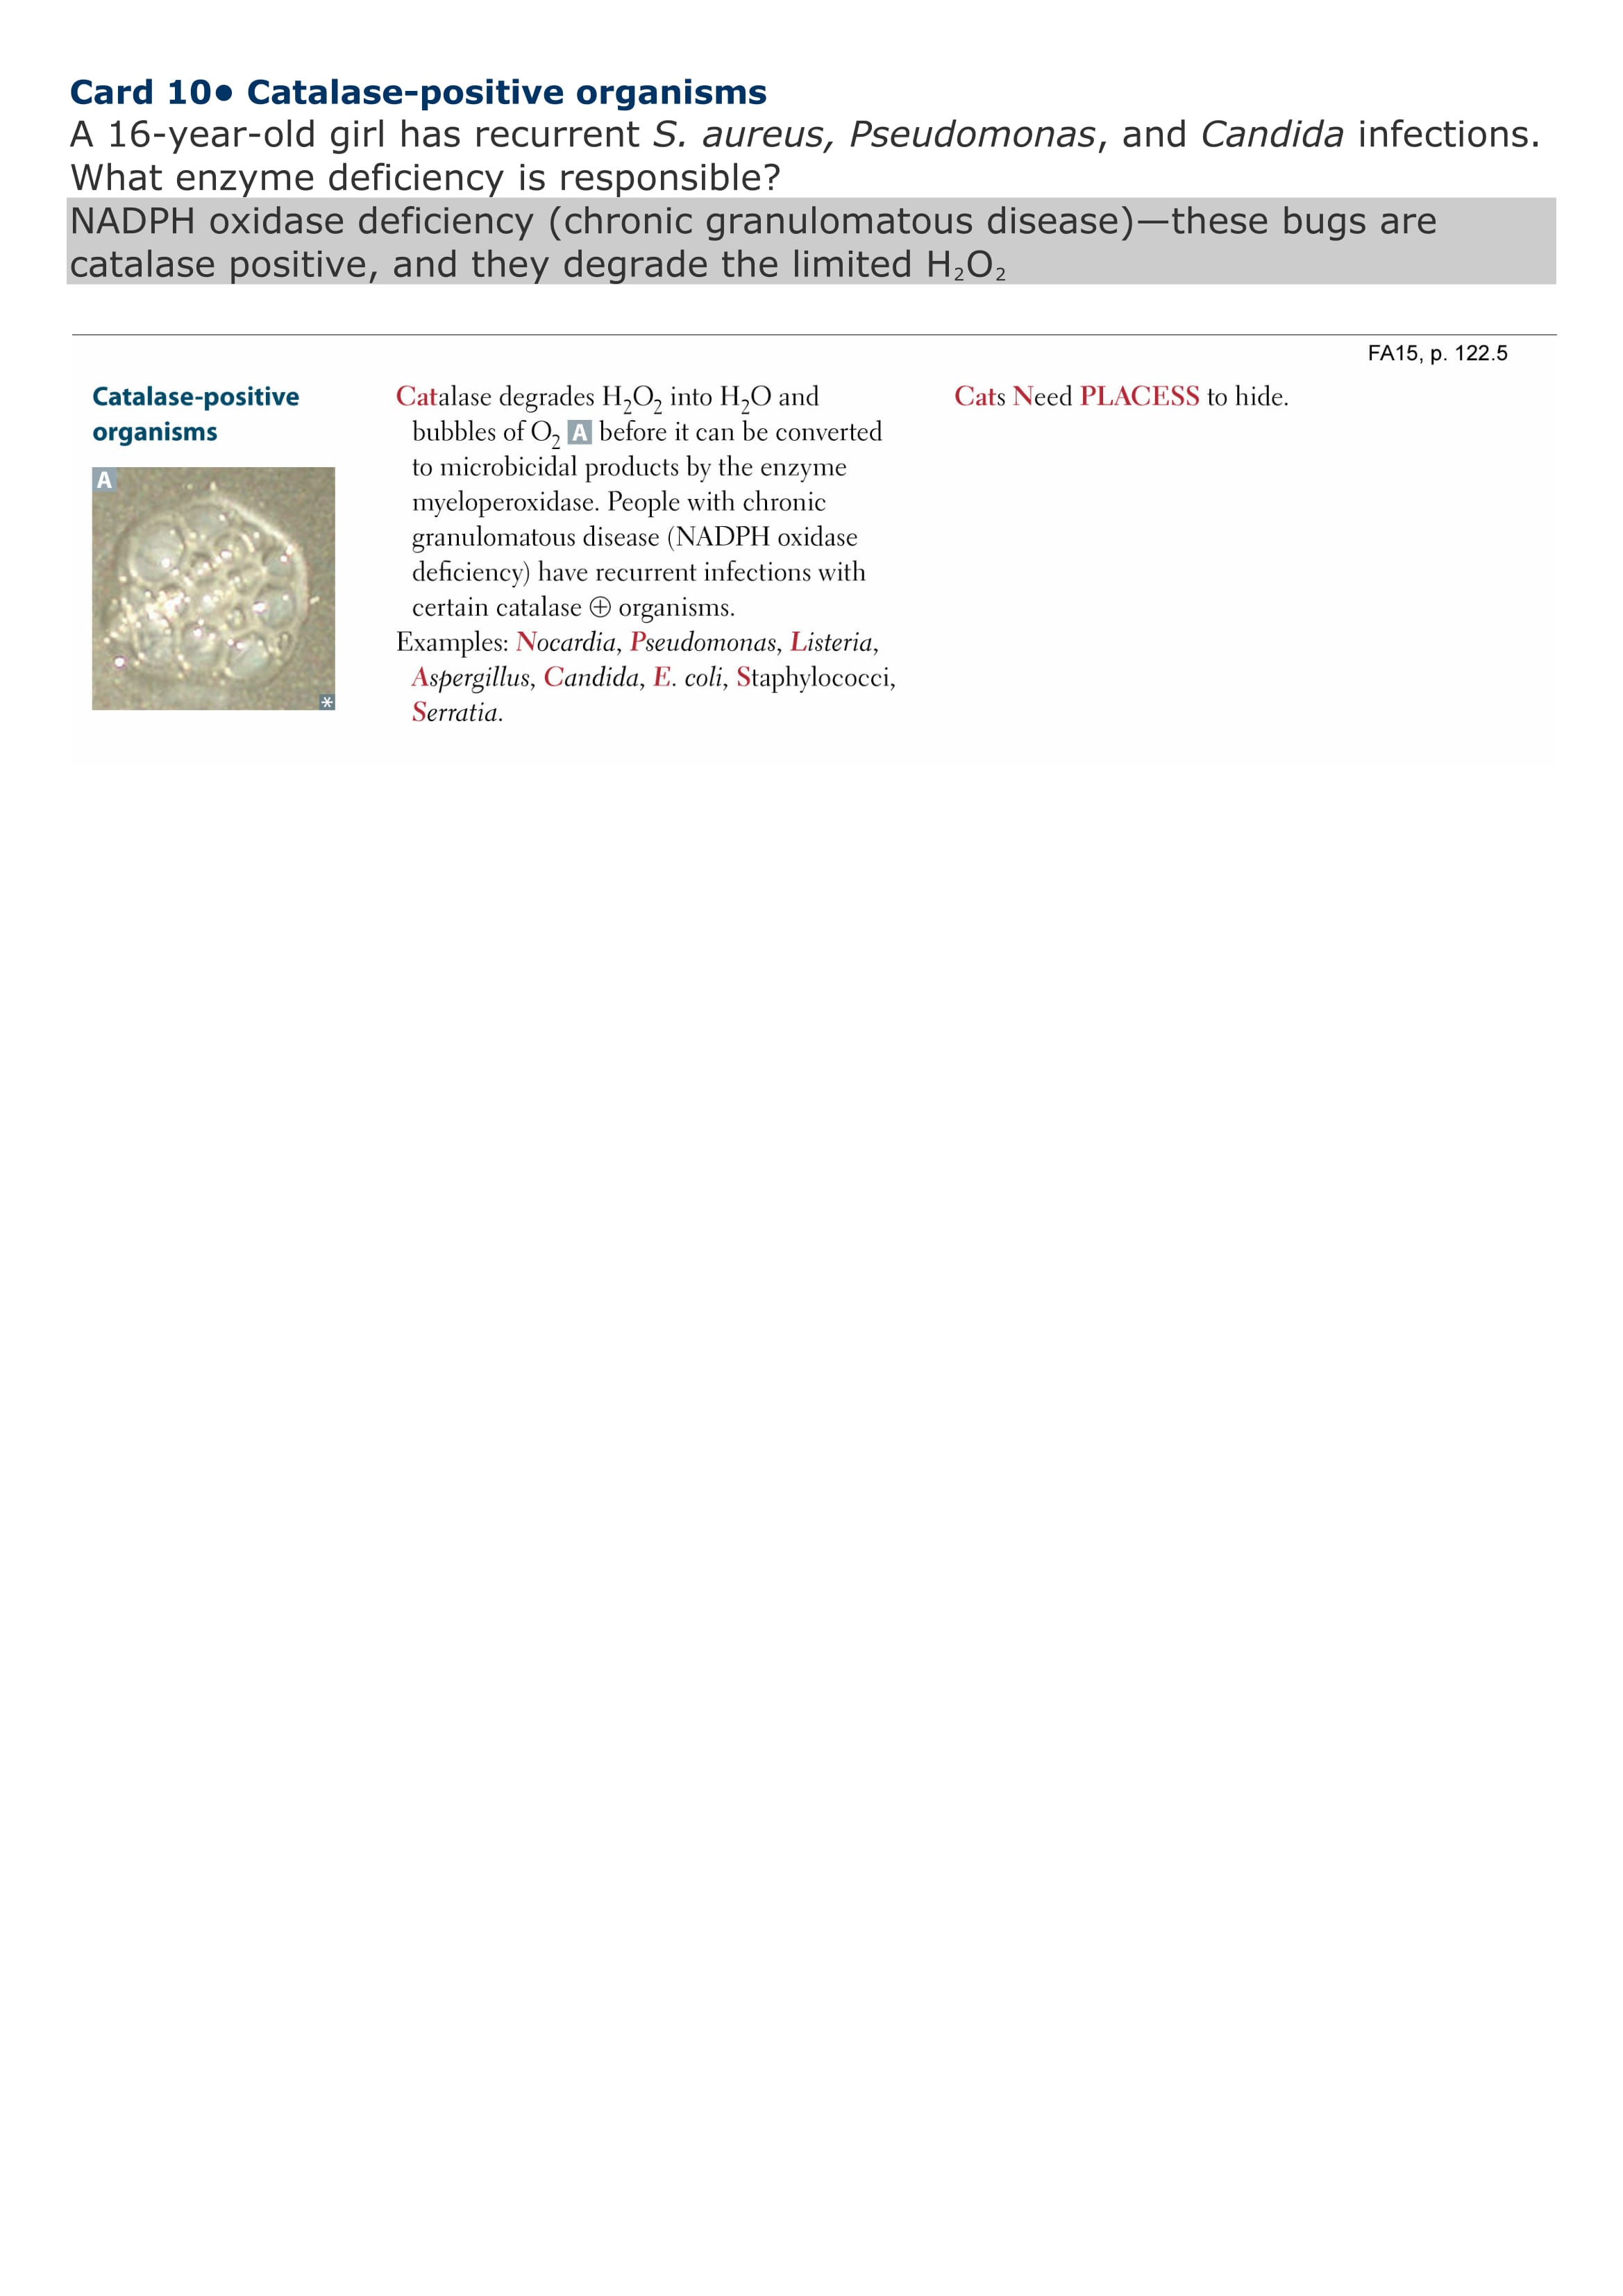 Card 10● Catalase-positive organisms
A 16-year-old girl has recurrent S. aureus, Pseudomonas, and Candida infections.
What enzyme deficiency is responsible?
NADPH oxidase deficiency (chronic granulomatous disease)—these bugs are
catalase positive, and they degrade the limited H₂O₂
FA15, p. 122.5
Catalase-positive
organisms
A
*
Catalase degrades H₂O₂ into H₂O and
bubbles of O₂ A before it can be converted
to microbicidal products by the enzyme
myeloperoxidase. People with chronic
granulomatous disease (NADPH oxidase
deficiency) have recurrent infections with
certain catalase ⊕ organisms.
Examples: Nocardia, Pseudomonas, Listeria,
Aspergillus, Candida, E. coli, Staphylococci,
Serratia.
Cats Need PLACESS to hide.